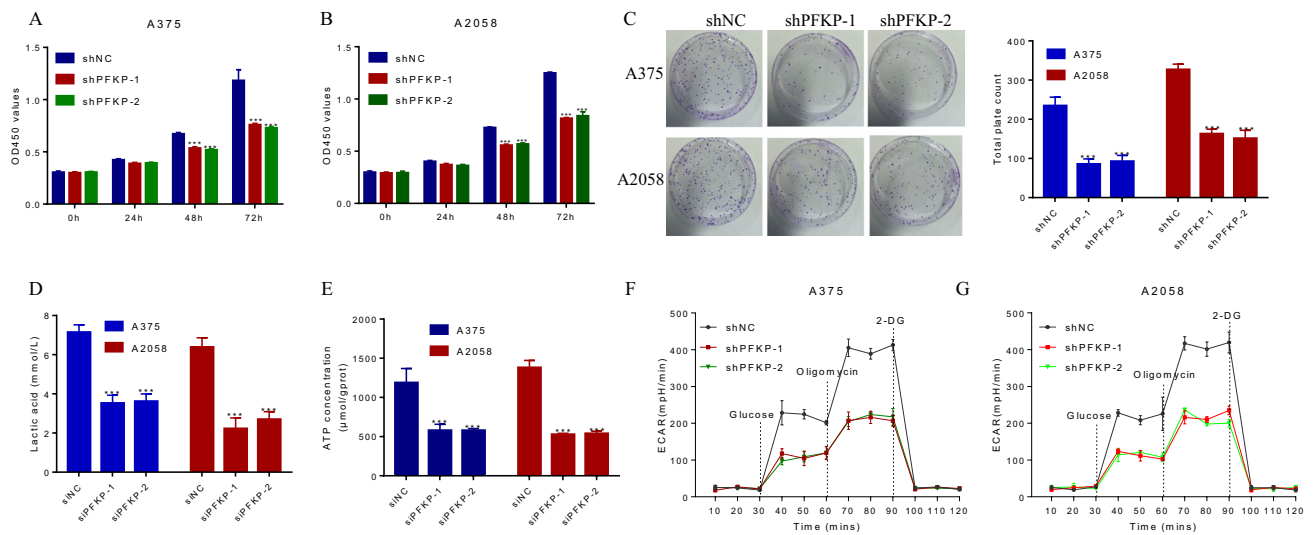 A
A375
OD450 values
1.5
1.0
0.5
0.0
shNC
shPFKP-1
shPFKP-2
*** ***
*** ***
0h 24h 48h 72h
B
A2058
OD450 values
1.5
1.0
0.5
0.0
shNC
shPFKP-1
shPFKP-2
*** ***
*** ***
0h 24h 48h 72h
C
shNC shPFKP-1 shPFKP-2
A375
A2058
Total plate count
400
300
200
100
0
A375
A2058
*** ***
*** ***
shNC shPFKP-1 shPFKP-2 shNC shPFKP-1 shPFKP-2
D
Lactic acid (mmol/L)
8
6
4
2
0
A375
A2058
*** ***
*** ***
siNC siPFKP-1 siPFKP-2 siNC siPFKP-1 siPFKP-2
E
ATP concentration
(μmol/gprot)
2000
1500
1000
500
0
A375
A2058
*** ***
*** ***
siNC siPFKP-1 siPFKP-2 siNC siPFKP-1 siPFKP-2
F
A375
ECAR(mpH/min)
500
400
300
200
100
0
shNC
shPFKP-1
shPFKP-2
Glucose
Oligomycin
2-DG
10 20 30 40 50 60 70 80 90 100 110 120
Time (mins)
G
A2058
ECAR(mpH/min)
500
400
300
200
100
0
shNC
shPFKP-1
shPFKP-2
Glucose
Oligomycin
2-DG
10 20 30 40 50 60 70 80 90 100 110 120
Time (mins)